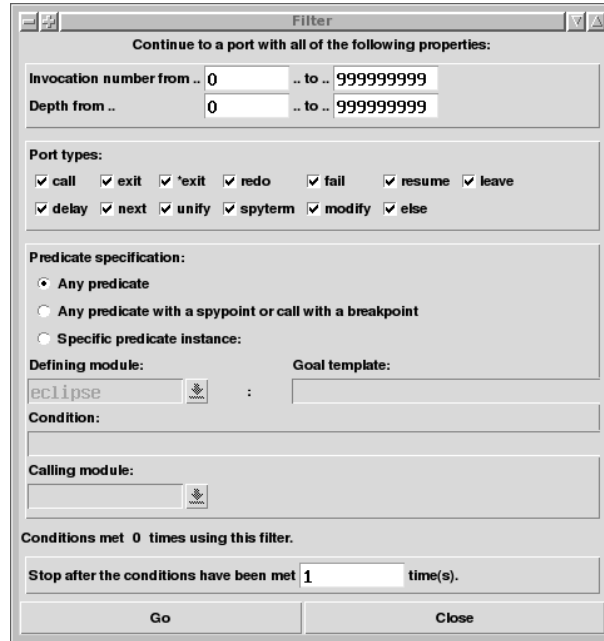 Filter
Continue to a port with all of the following properties:
Invocation number from .. 0 .. to .. 999999999
Depth from .. 0 .. to .. 999999999
Port types:
call exit *exit redo fail resume leave
delay next unify spyterm modify else
Predicate specification:
Any predicate
Any predicate with a spypoint or call with a breakpoint
Specific predicate instance:
Defining module: Goal template:
eclipse :
Condition:
Calling module:
Conditions met 0 times using this filter.
Stop after the conditions have been met 1 time(s).
Go Close